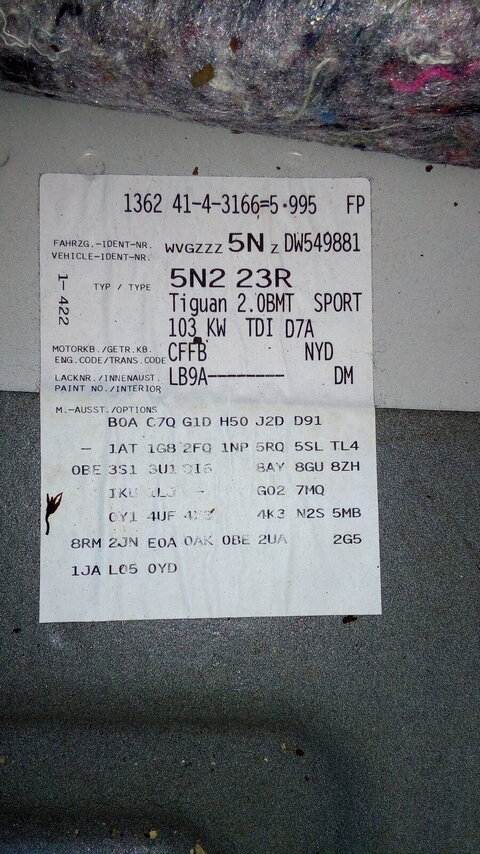 1362 41-4-3166=5·995 FP
FAHRZG.-IDENT-NR. WVGZZZ 5N Z DW549881
VEHICLE-IDENT-NR.
5N2 23R
1-422
TYP / TYPE Tiguan 2.0BMT SPORT
103 KW TDI D7A
MOTORKB./GETR.KB. CFFB NYD
ENG.CODE/TRANS.CODE
LACKNR./INNENAUST. LB9A-------- DM
PAINT NO./INTERIOR
M.-AUSST./OPTIONS
B0A C7Q G1D H50 J2D D91
- 1AT 1G8 2FQ 1NP 5RQ 5SL TL4
0BE 3S1 3U1 8AY 8GU 8ZH
G02 7MQ
0Y1 4UF 4K3 N2S 5MB
8RM 2JN E0A 0AK 0BE 2UA 2G5
1JA L05 0YD